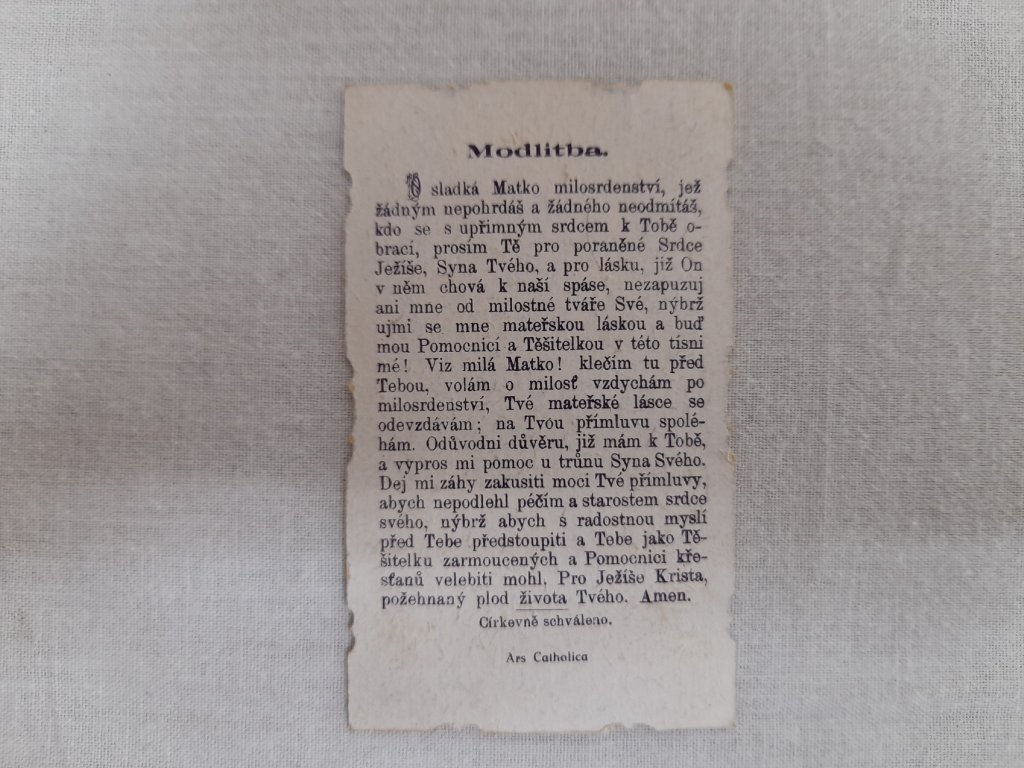 Modlitba.
Ó sladká Matko milosrdenství, jež
žádným nepohrdáš a žádného neodmítáš,
kdo se s upřimným srdcem k Tobě o-
brací, prosím Tě pro poraněné Srdce
Ježíše, Syna Tvého, a pro lásku, již On
v něm chová k naší spáse, nezapuzuj
ani mne od milostné tváře Své, nýbrž
ujmi se mne mateřskou láskou a buď
mou Pomocnicí a Těšitelkou v této tisni
mé! Viz milá Matko! klečím tu před
Tebou, volám o milosť vzdychám po
milosrdenství, Tvé mateřské lásce se
odevzdávám; na Tvou přímluvu spolé-
hám. Odůvodni důvěru, již mám k Tobě,
a vypros mi pomoc u trůnu Syna Svého.
Dej mi záhy zakusiti moci Tvé přímluvy,
abych nepodlehl péčím a starostem srdce
svého, nýbrž abych s radostnou myslí
před Tebe předstoupiti a Tebe jako Tě-
šitelku zarmoucených a Pomocnici kře-
sťanů velebiti mohl, Pro Ježíše Krista,
požehnaný plod života Tvého. Amen.
Církevně schváleno.
Ars Catholica